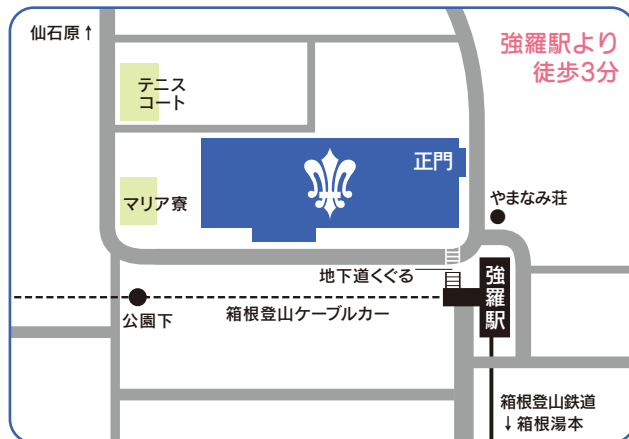 仙石原↑
強羅駅より
徒歩3分
テニス
コート
正門
マリア寮
やまなみ荘
地下道くぐる
強羅駅
公園下
箱根登山ケーブルカー
箱根登山鉄道
↓箱根湯本